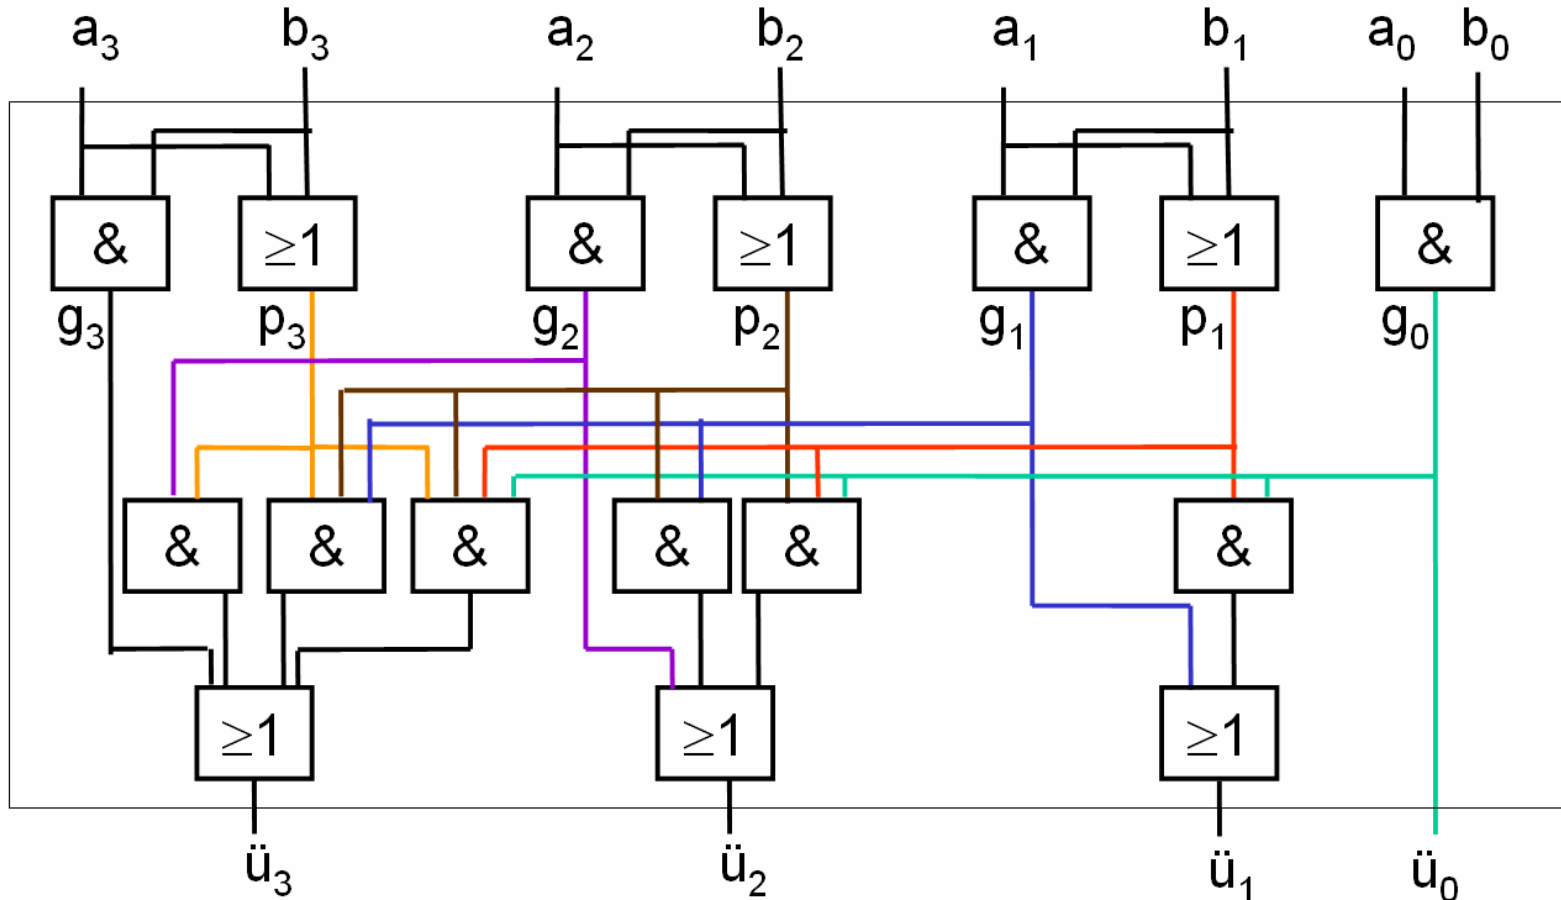 a₃ b₃ a₂ b₂ a₁ b₁ a₀ b₀
& ≥1 & ≥1 & ≥1 &
g₃ p₃ g₂ p₂ g₁ p₁ g₀
& & & & & &
≥1 ≥1 ≥1
ü₃ ü₂ ü₁ ü₀